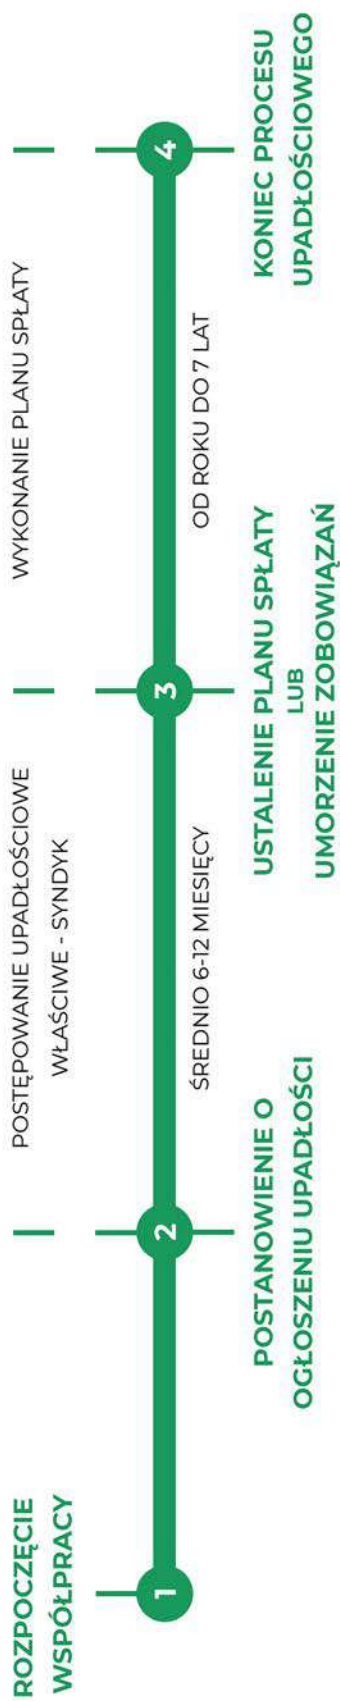 ROZPOCZĘCIE
WSPÓŁPRACY
POSTĘPOWANIE UPADŁOŚCIOWE
WŁAŚCIWE - SYNDYK
WYKONANIE PLANU SPŁATY
1
2
3
4
ŚREDNIO 6-12 MIESIĘCY
OD ROKU DO 7 LAT
POSTANOWIENIE O
OGŁOSZENIU UPADŁOŚCI
USTALENIE PLANU SPŁATY
LUB
UMORZENIE ZOBOWIĄZAŃ
KONIEC PROCESU
UPADŁOŚCIOWEGO